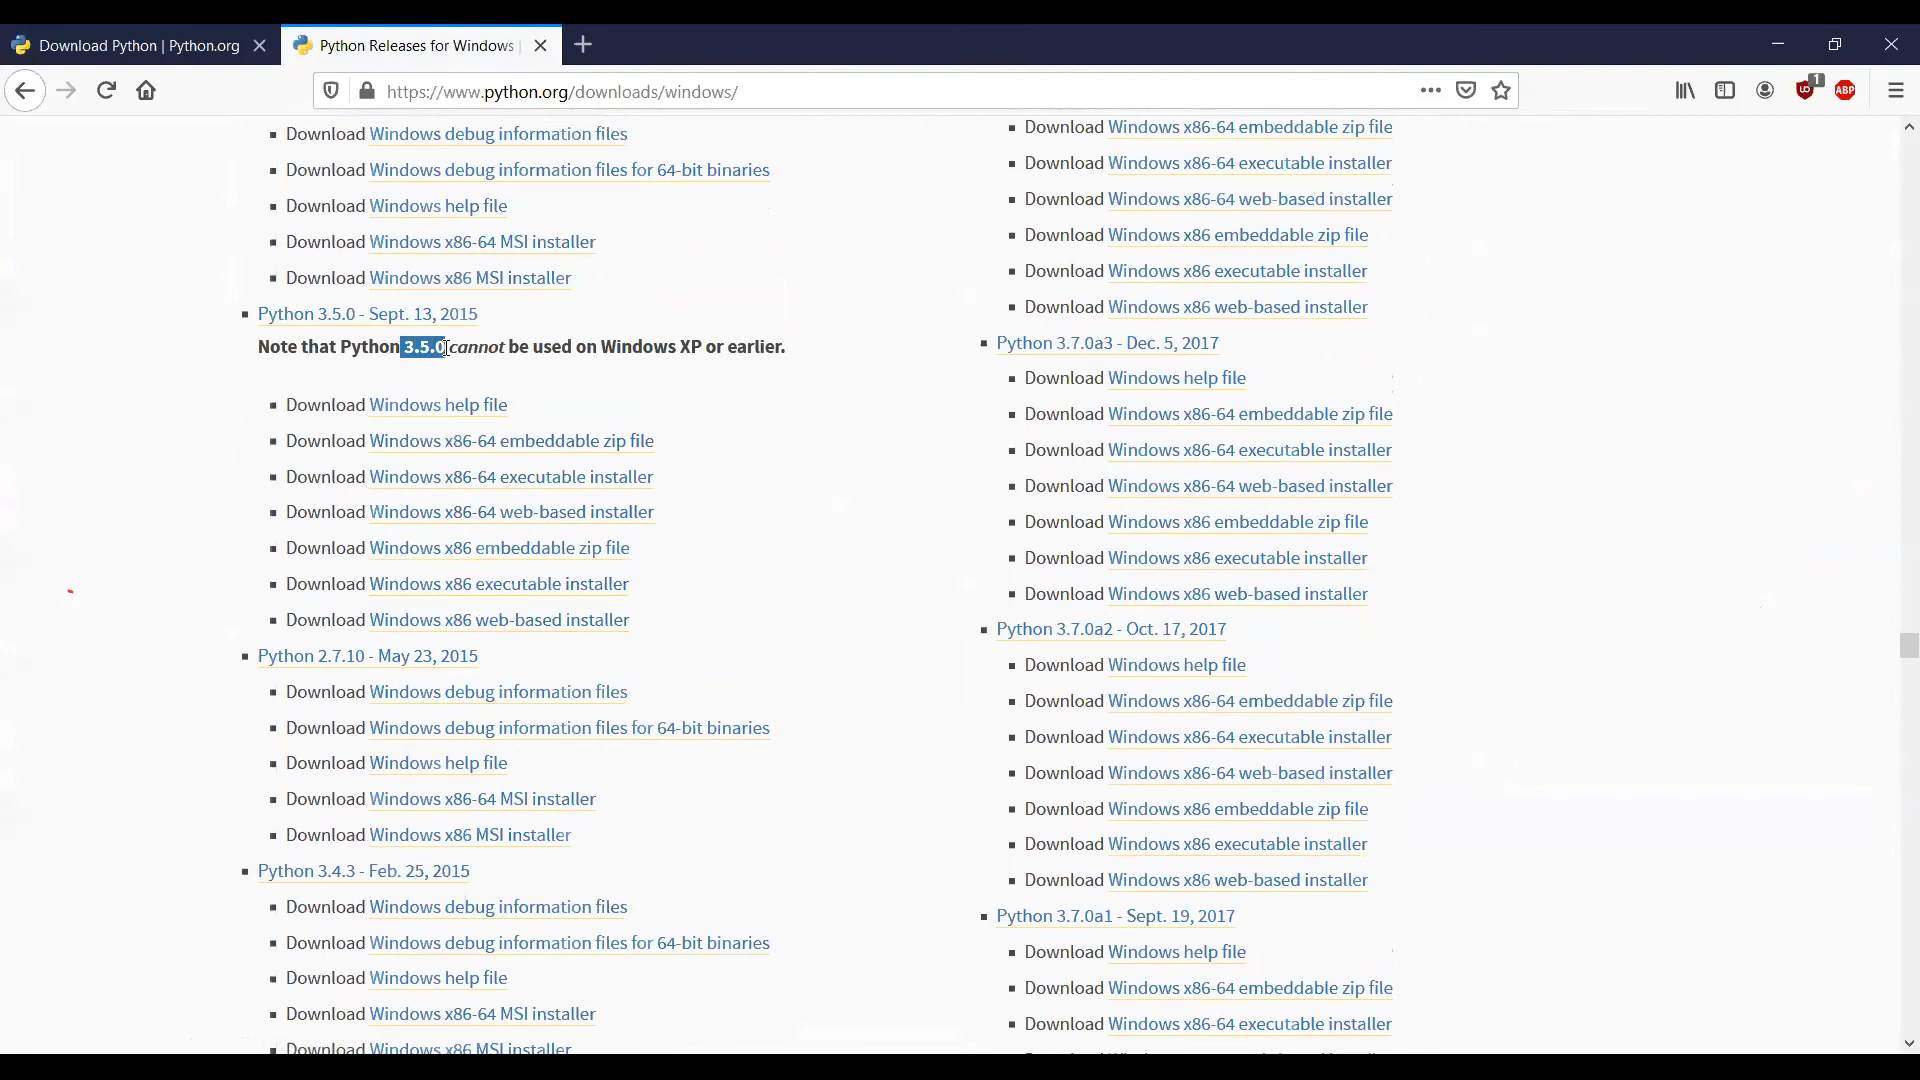 Download Python | Python.org
Python Releases for Windows |
https://www.python.org/downloads/windows/
1
ABP
Download Windows debug information files
Download Windows debug information files for 64-bit binaries
Download Windows help file
Download Windows x86-64 MSI installer
Download Windows x86 MSI installer
Python 3.5.0 - Sept. 13, 2015
Note that Python 3.5.0 cannot be used on Windows XP or earlier.
Download Windows help file
Download Windows x86-64 embeddable zip file
Download Windows x86-64 executable installer
Download Windows x86-64 web-based installer
Download Windows x86 embeddable zip file
Download Windows x86 executable installer
Download Windows x86 web-based installer
Python 2.7.10 - May 23, 2015
Download Windows debug information files
Download Windows debug information files for 64-bit binaries
Download Windows help file
Download Windows x86-64 MSI installer
Download Windows x86 MSI installer
Python 3.4.3 - Feb. 25, 2015
Download Windows debug information files
Download Windows debug information files for 64-bit binaries
Download Windows help file
Download Windows x86-64 MSI installer
Download Windows x86 MSI installer
Download Windows x86-64 embeddable zip file
Download Windows x86-64 executable installer
Download Windows x86-64 web-based installer
Download Windows x86 embeddable zip file
Download Windows x86 executable installer
Download Windows x86 web-based installer
Python 3.7.0a3 - Dec. 5, 2017
Download Windows help file
Download Windows x86-64 embeddable zip file
Download Windows x86-64 executable installer
Download Windows x86-64 web-based installer
Download Windows x86 embeddable zip file
Download Windows x86 executable installer
Download Windows x86 web-based installer
Python 3.7.0a2 - Oct. 17, 2017
Download Windows help file
Download Windows x86-64 embeddable zip file
Download Windows x86-64 executable installer
Download Windows x86-64 web-based installer
Download Windows x86 embeddable zip file
Download Windows x86 executable installer
Download Windows x86 web-based installer
Python 3.7.0a1 - Sept. 19, 2017
Download Windows help file
Download Windows x86-64 embeddable zip file
Download Windows x86-64 executable installer